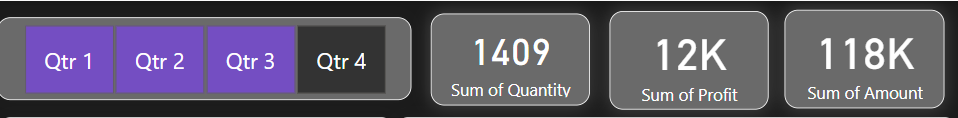 Qtr 1 Qtr 2 Qtr 3 Qtr 4
1409
Sum of Quantity
12K
Sum of Profit
118K
Sum of Amount